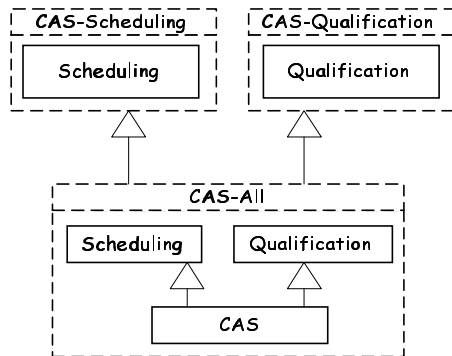 CAS-Scheduling
CAS-Qualification
Scheduling
Qualification
CAS-All
Scheduling
Qualification
CAS